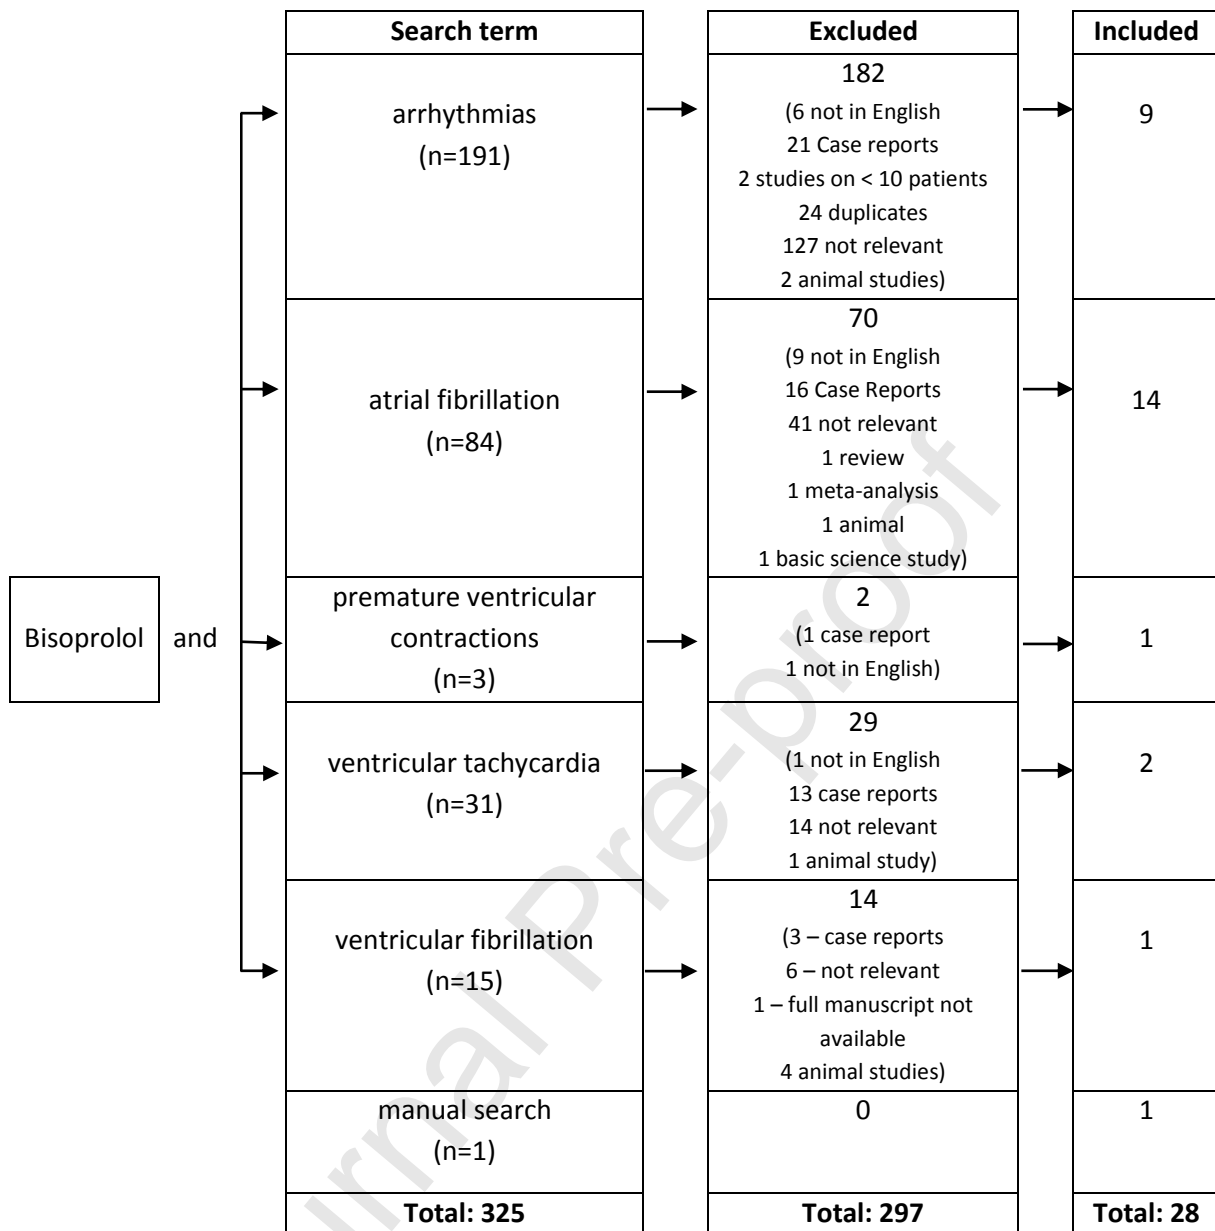 Search term
Excluded
Included
Bisoprolol
and
arrhythmias
(n=191)
182
(6 not in English
21 Case reports
2 studies on < 10 patients
24 duplicates
127 not relevant
2 animal studies)
9
atrial fibrillation
(n=84)
70
(9 not in English
16 Case Reports
41 not relevant
1 review
1 meta-analysis
1 animal
1 basic science study)
14
premature ventricular
contractions
(n=3)
2
(1 case report
1 not in English)
1
ventricular tachycardia
(n=31)
29
(1 not in English
13 case reports
14 not relevant
1 animal study)
2
ventricular fibrillation
(n=15)
14
(3 – case reports
6 – not relevant
1 – full manuscript not
available
4 animal studies)
1
manual search
(n=1)
0
1
Total: 325
Total: 297
Total: 28
urnal Pre-proof